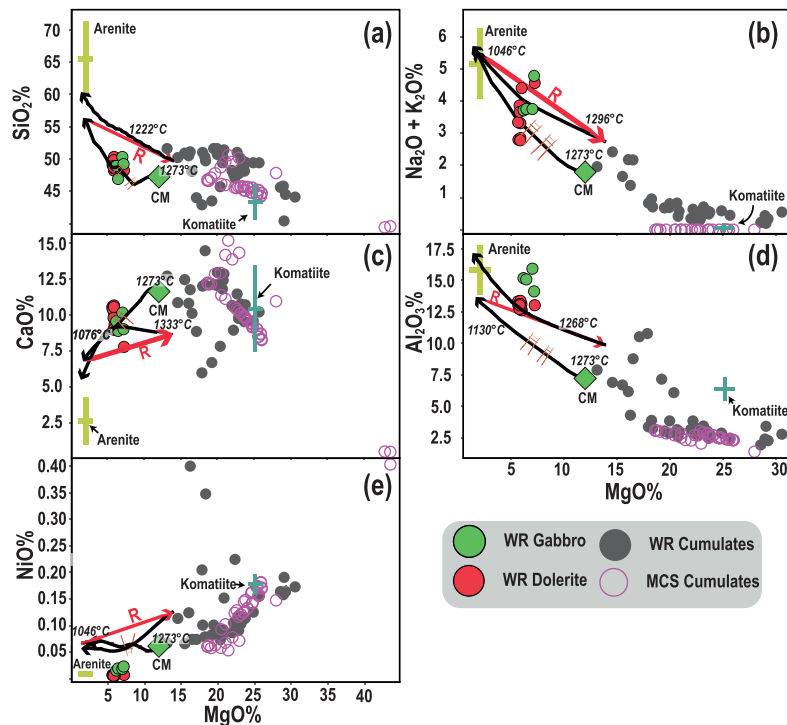 (a)
70
65
60
55
50
45
SiO₂%
Arenite
1222°C
R
1273°C
CM
Komatiite
(b)
6
5
4
3
2
1
Na₂O + K₂O%
Arenite
1046°C
R
1296°C
1273°C
CM
Komatiite
(c)
15.0
12.5
10.0
7.5
5.0
2.5
CaO%
1273°C
CM
Komatiite
1076°C
1333°C
R
Arenite
(d)
17.5
15.0
12.5
10.0
7.5
5.0
2.5
Al₂O₃%
Arenite
R
1130°C
1268°C
1273°C
CM
Komatiite
5
10
15
20
25
30
MgO%
(e)
0.40
0.35
0.30
0.25
0.20
0.15
0.10
0.05
NiO%
Komatiite
R
1046°C
1273°C
CM
Arenite
5
10
15
20
25
30
40
MgO%
WR Gabbro
WR Cumulates
WR Dolerite
MCS Cumulates